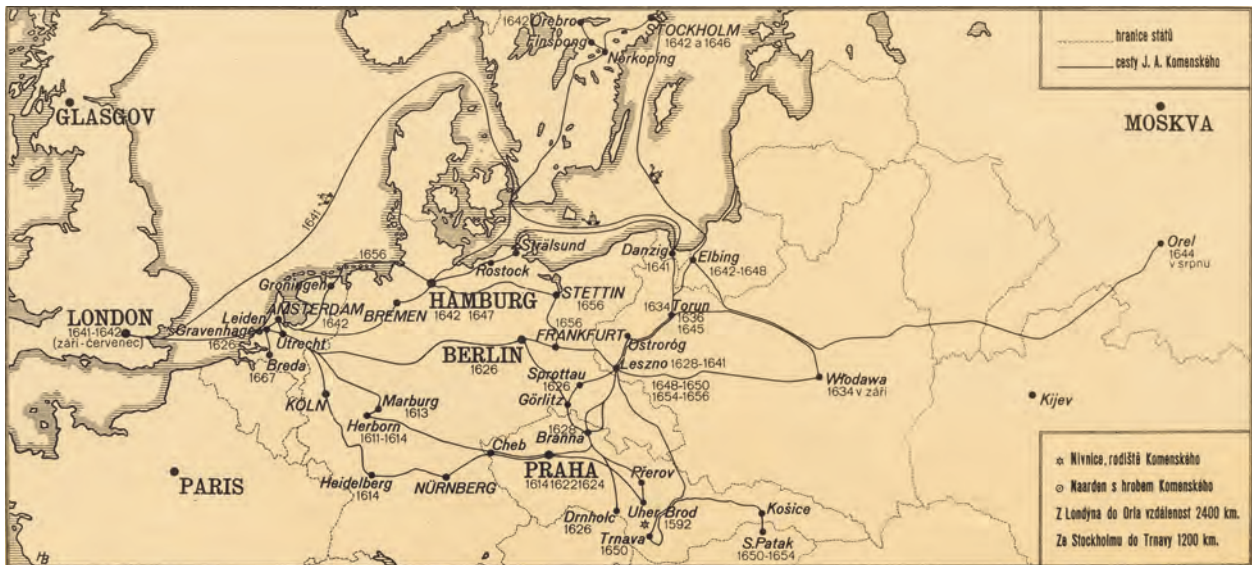 hranice států
cesty J. A. Komenského
1642 Örebro
STOCKHOLM
1642 a 1646
Finspong
Norkoping
GLASGOV
MOSKVA
1641
Strälsund
Rostock
1656
Groningen
HAMBURG
1642 1647
STETTIN
1656
Danzig
1641
Elbing
1642-1648
Orel
1644
v srpnu
LONDON
1641-1642
(září-červenec)
AMSTERDAM
1642
Leiden
Gravenhage
1626
Utrecht
Breda
1667
BREMEN
1656
FRANKFURT
BERLIN
1626
1634
Torun
1636
1645
Ostroróg
Leszno 1628-1641
1648-1650
1654-1656
Włodawa
1634 v září
Kijev
Sprottau
1626
Görlitz
1628
Branna
KÖLN
Marburg
1613
Herborn
1611-1614
Cheb
PRAHA
1614 1622 1624
PARIS
Heidelberg
1614
NÜRNBERG
Přerov
Uher. Brod
1592
Drnholc
1626
Trnava
1650
Košice
S. Patak
1650-1654
Nivnice, rodiště Komenského
Naarden s hrobem Komenského
Z Londýna do Orla vzdálenost 2400 km.
Ze Stockholmu do Trnavy 1200 km.